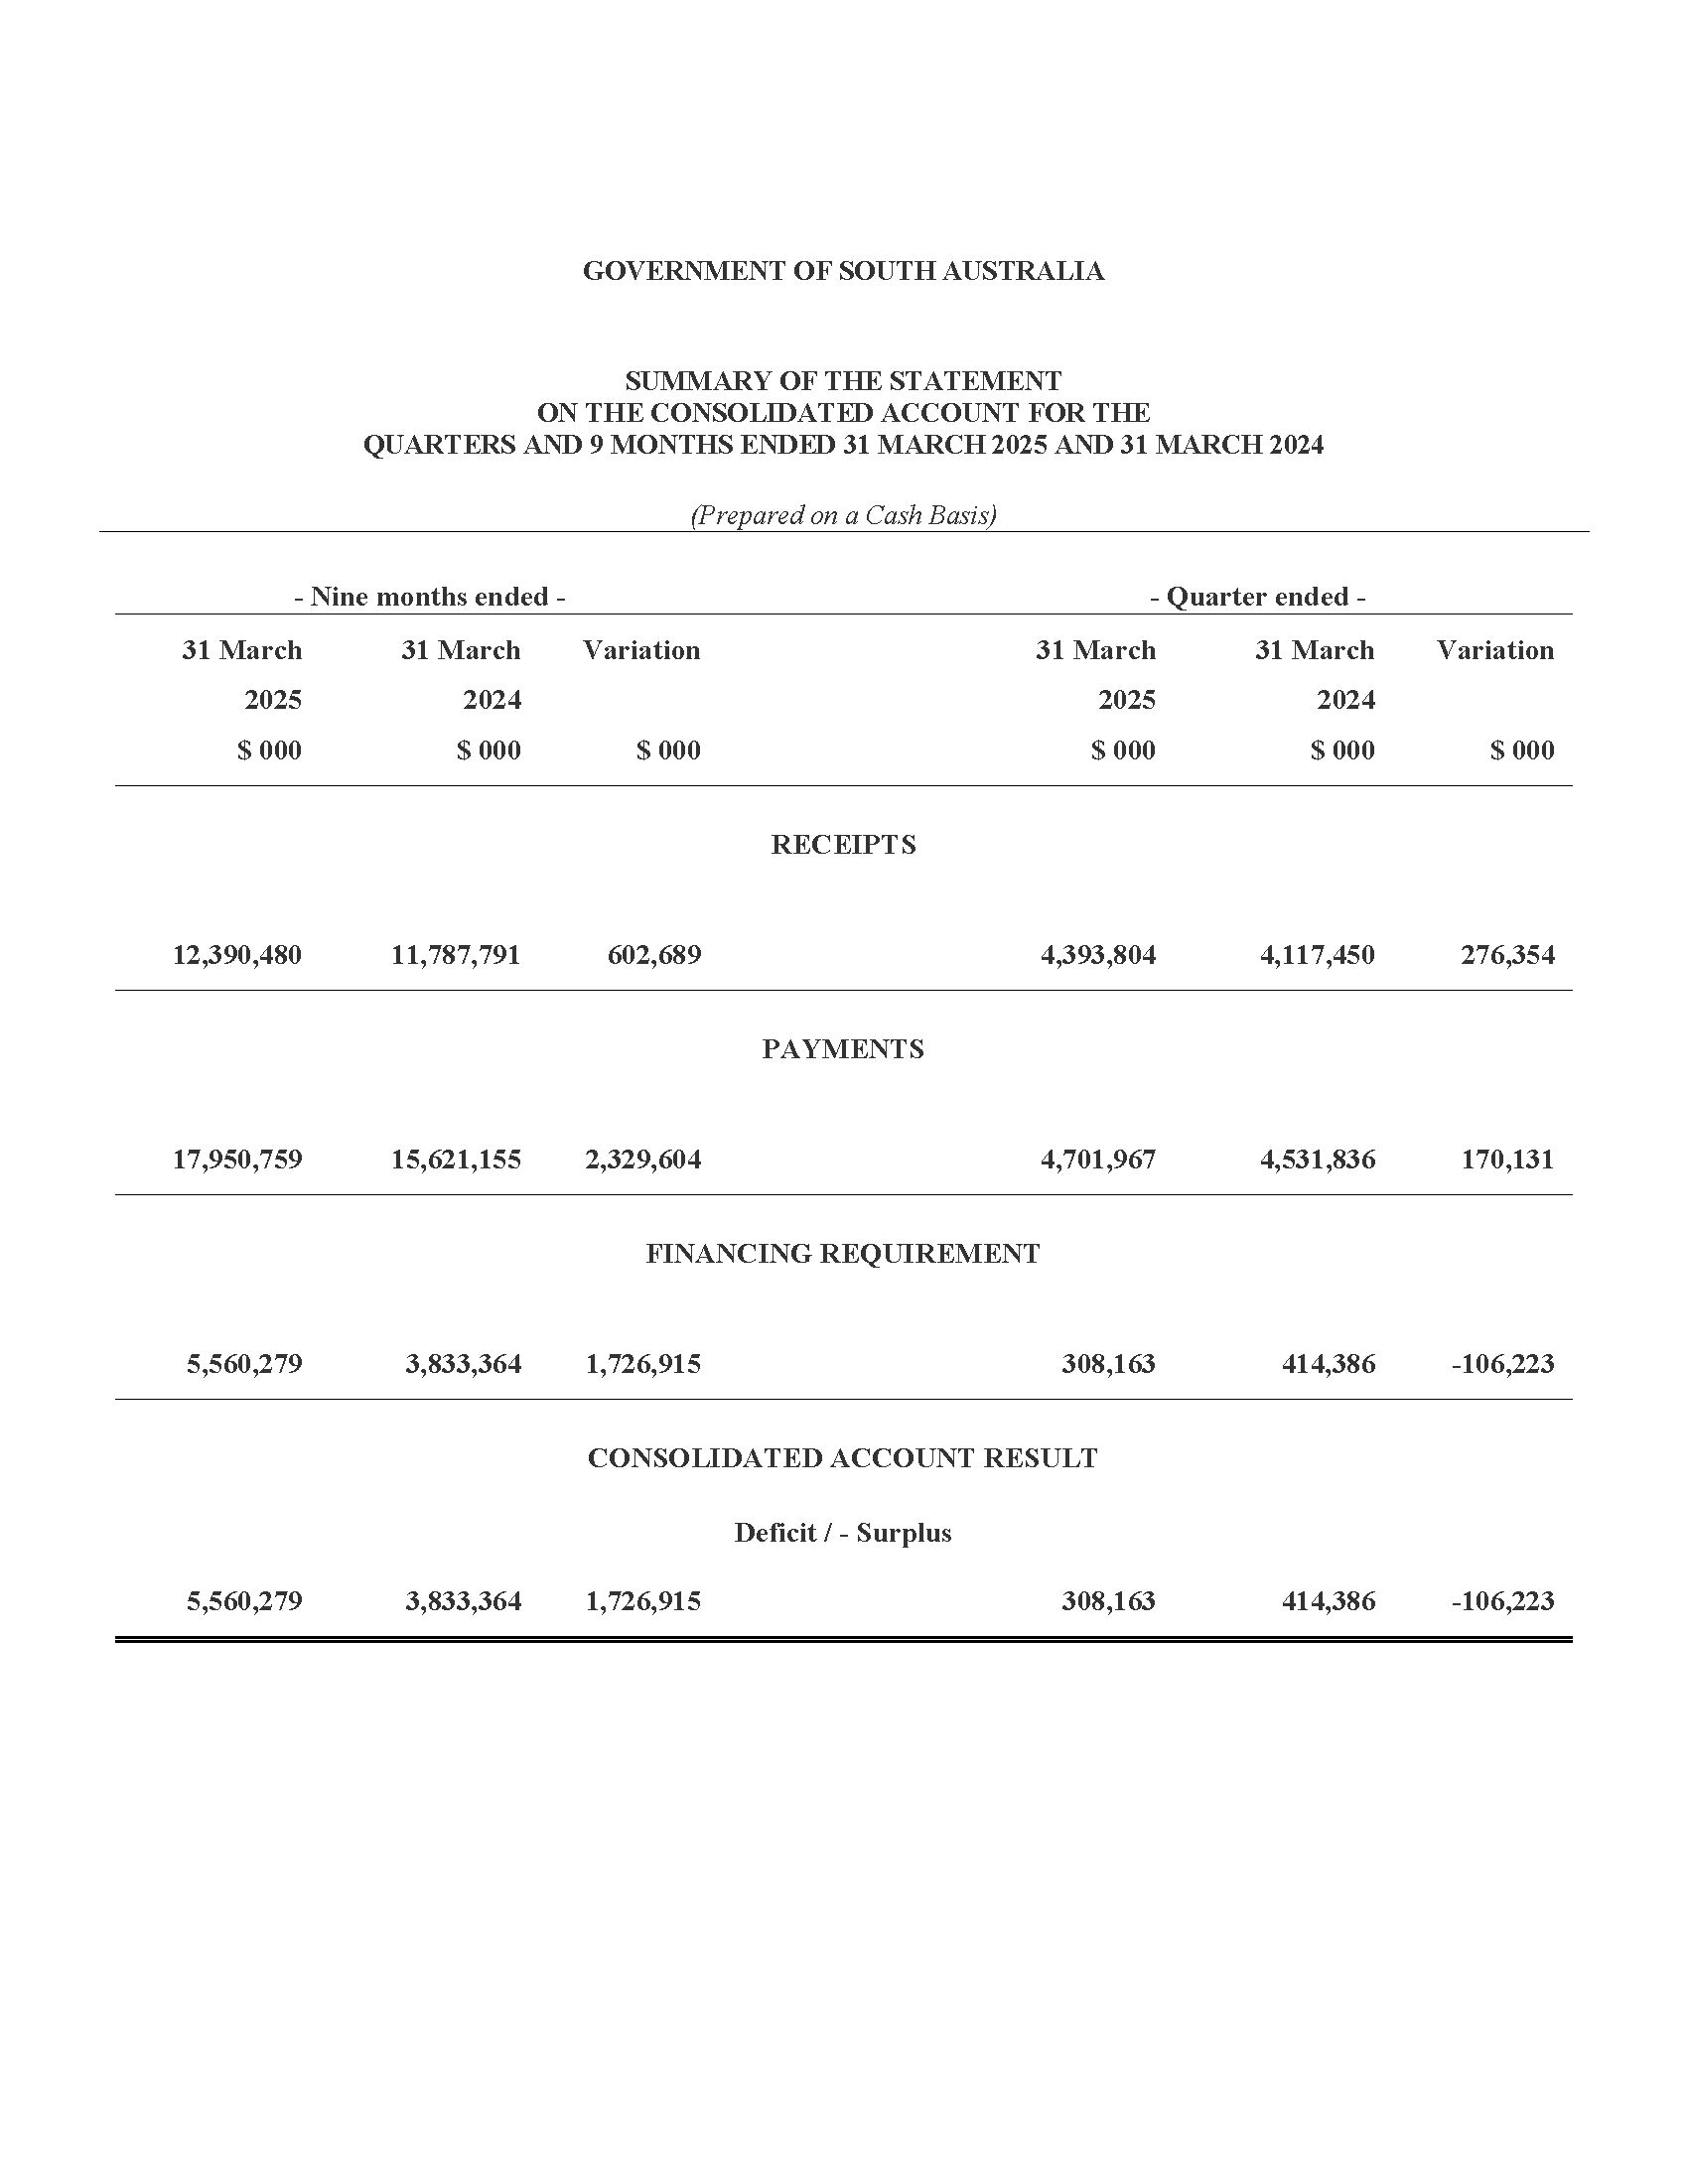 GOVERNMENT OF SOUTH AUSTRALIA
SUMMARY OF THE STATEMENT
ON THE CONSOLIDATED ACCOUNT FOR THE
QUARTERS AND 9 MONTHS ENDED 31 MARCH 2025 AND 31 MARCH 2024
(Prepared on a Cash Basis)
- Nine months ended - - Quarter ended -
31 March 31 March Variation 31 March 31 March Variation
2025 2024 2025 2024
$ 000 $ 000 $ 000 $ 000 $ 000 $ 000
RECEIPTS
12,390,480 11,787,791 602,689 4,393,804 4,117,450 276,354
PAYMENTS
17,950,759 15,621,155 2,329,604 4,701,967 4,531,836 170,131
FINANCING REQUIREMENT
5,560,279 3,833,364 1,726,915 308,163 414,386 -106,223
CONSOLIDATED ACCOUNT RESULT
Deficit / - Surplus
5,560,279 3,833,364 1,726,915 308,163 414,386 -106,223